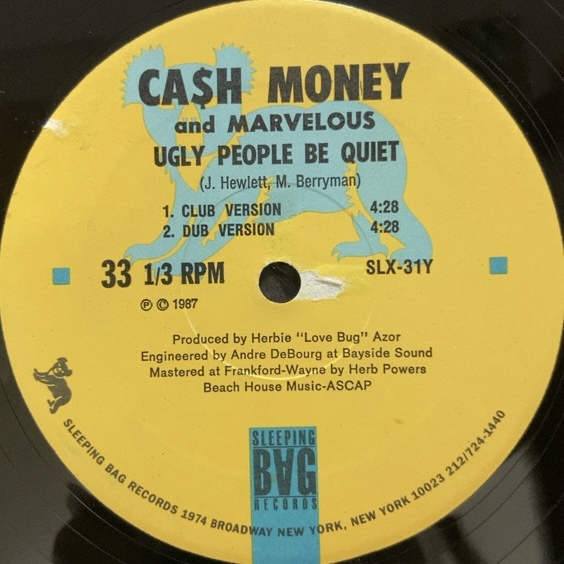 CA$H MONEY
and MARVELOUS
UGLY PEOPLE BE QUIET
(J. Hewlett, M. Berryman)
1. CLUB VERSION 4:28
2. DUB VERSION 4:28
33 1/3 RPM
SLX-31Y
Ⓟ © 1987
Produced by Herbie "Love Bug" Azor
Engineered by Andre DeBourg at Bayside Sound
Mastered at Frankford-Wayne by Herb Powers
Beach House Music-ASCAP
SLEEPING
BAG
RECORDS
SLEEPING BAG RECORDS 1974 BROADWAY NEW YORK, NEW YORK 10023 212/724-1440